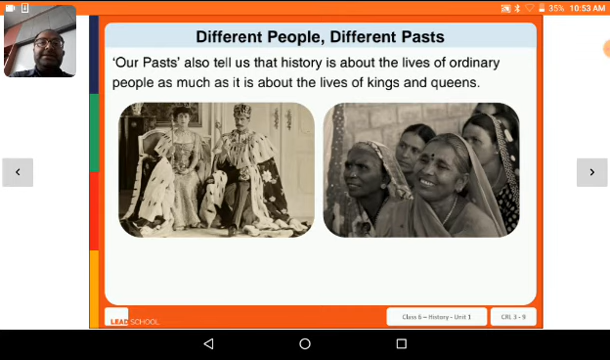 35% 10:53 AM
Different People, Different Pasts
‘Our Pasts’ also tell us that history is about the lives of ordinary
people as much as it is about the lives of kings and queens.
LEAD SCHOOL
Class 6 – History - Unit 1
CRL 3 - 9